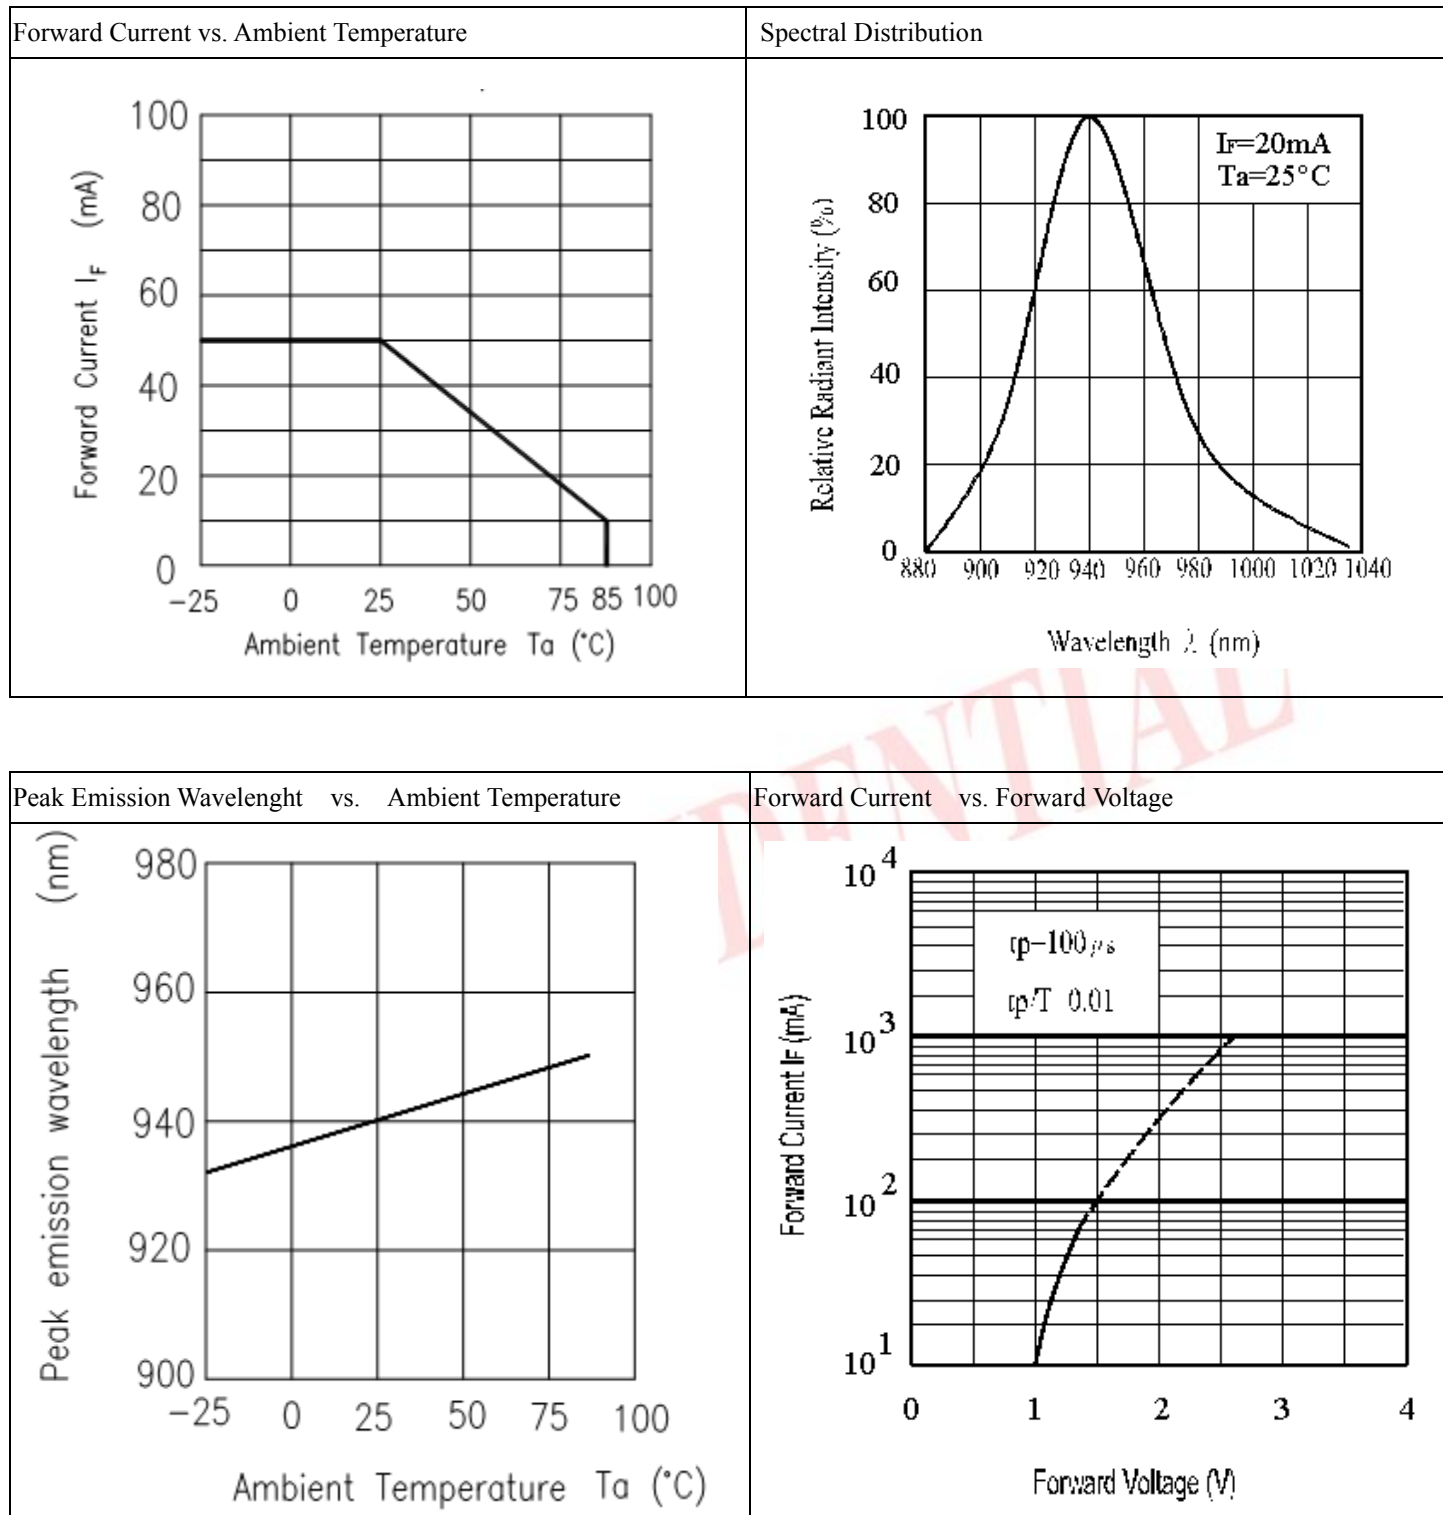 Forward Current vs. Ambient Temperature
Spectral Distribution
100
80
60
40
20
0
Forward Current IF (mA)
-25 0 25 50 75 85 100
Ambient Temperature Ta (°C)
100
80
60
40
20
0
Relative Radiant Intensity (%)
IF=20mA
Ta=25°C
880 900 920 940 960 980 1000 1020 1040
Wavelength λ (nm)
Peak Emission Wavelenght vs. Ambient Temperature
Forward Current vs. Forward Voltage
980
960
940
920
900
Peak emission wavelength (nm)
-25 0 25 50 75 100
Ambient Temperature Ta (°C)
10^4
10^3
10^2
10^1
Forward Current IF (mA)
tp=100μs
tp/T 0.01
0 1 2 3 4
Forward Voltage (V)
DENTIAL